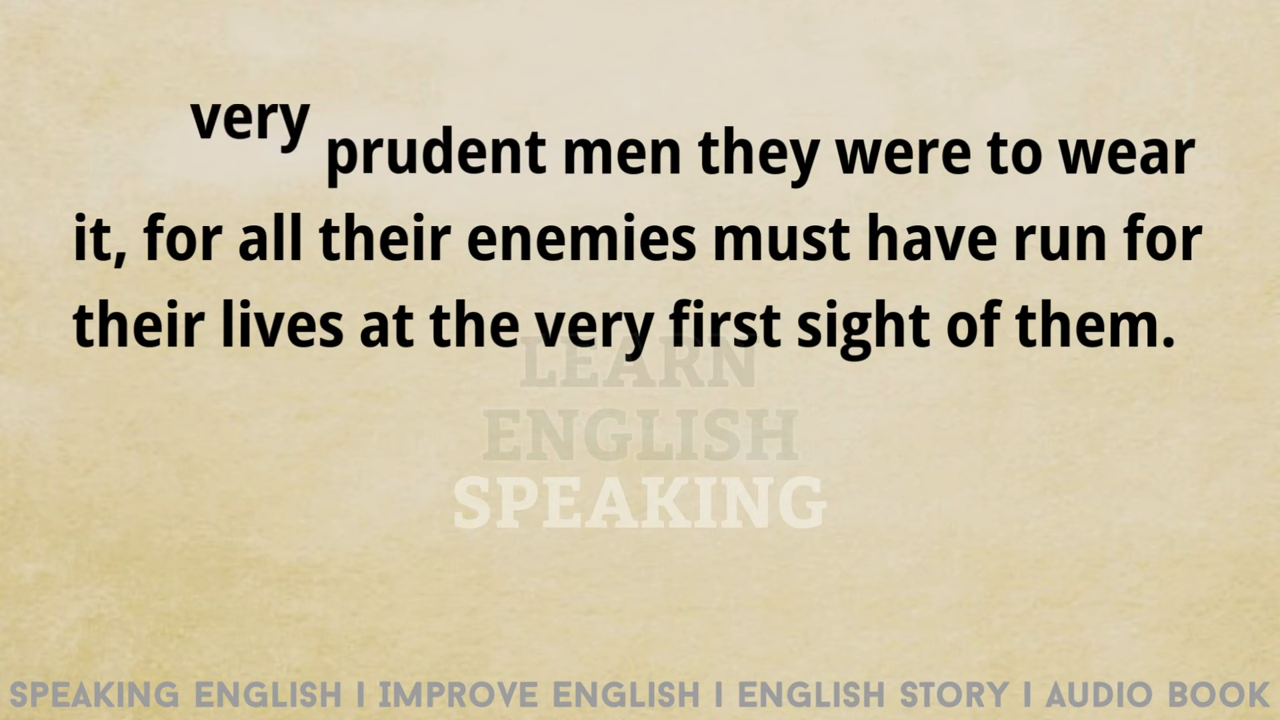 very prudent men they were to wear
it, for all their enemies must have run for
their lives at the very first sight of them.
LEARN
ENGLISH
SPEAKING
SPEAKING ENGLISH I IMPROVE ENGLISH I ENGLISH STORY I AUDIO BOOK